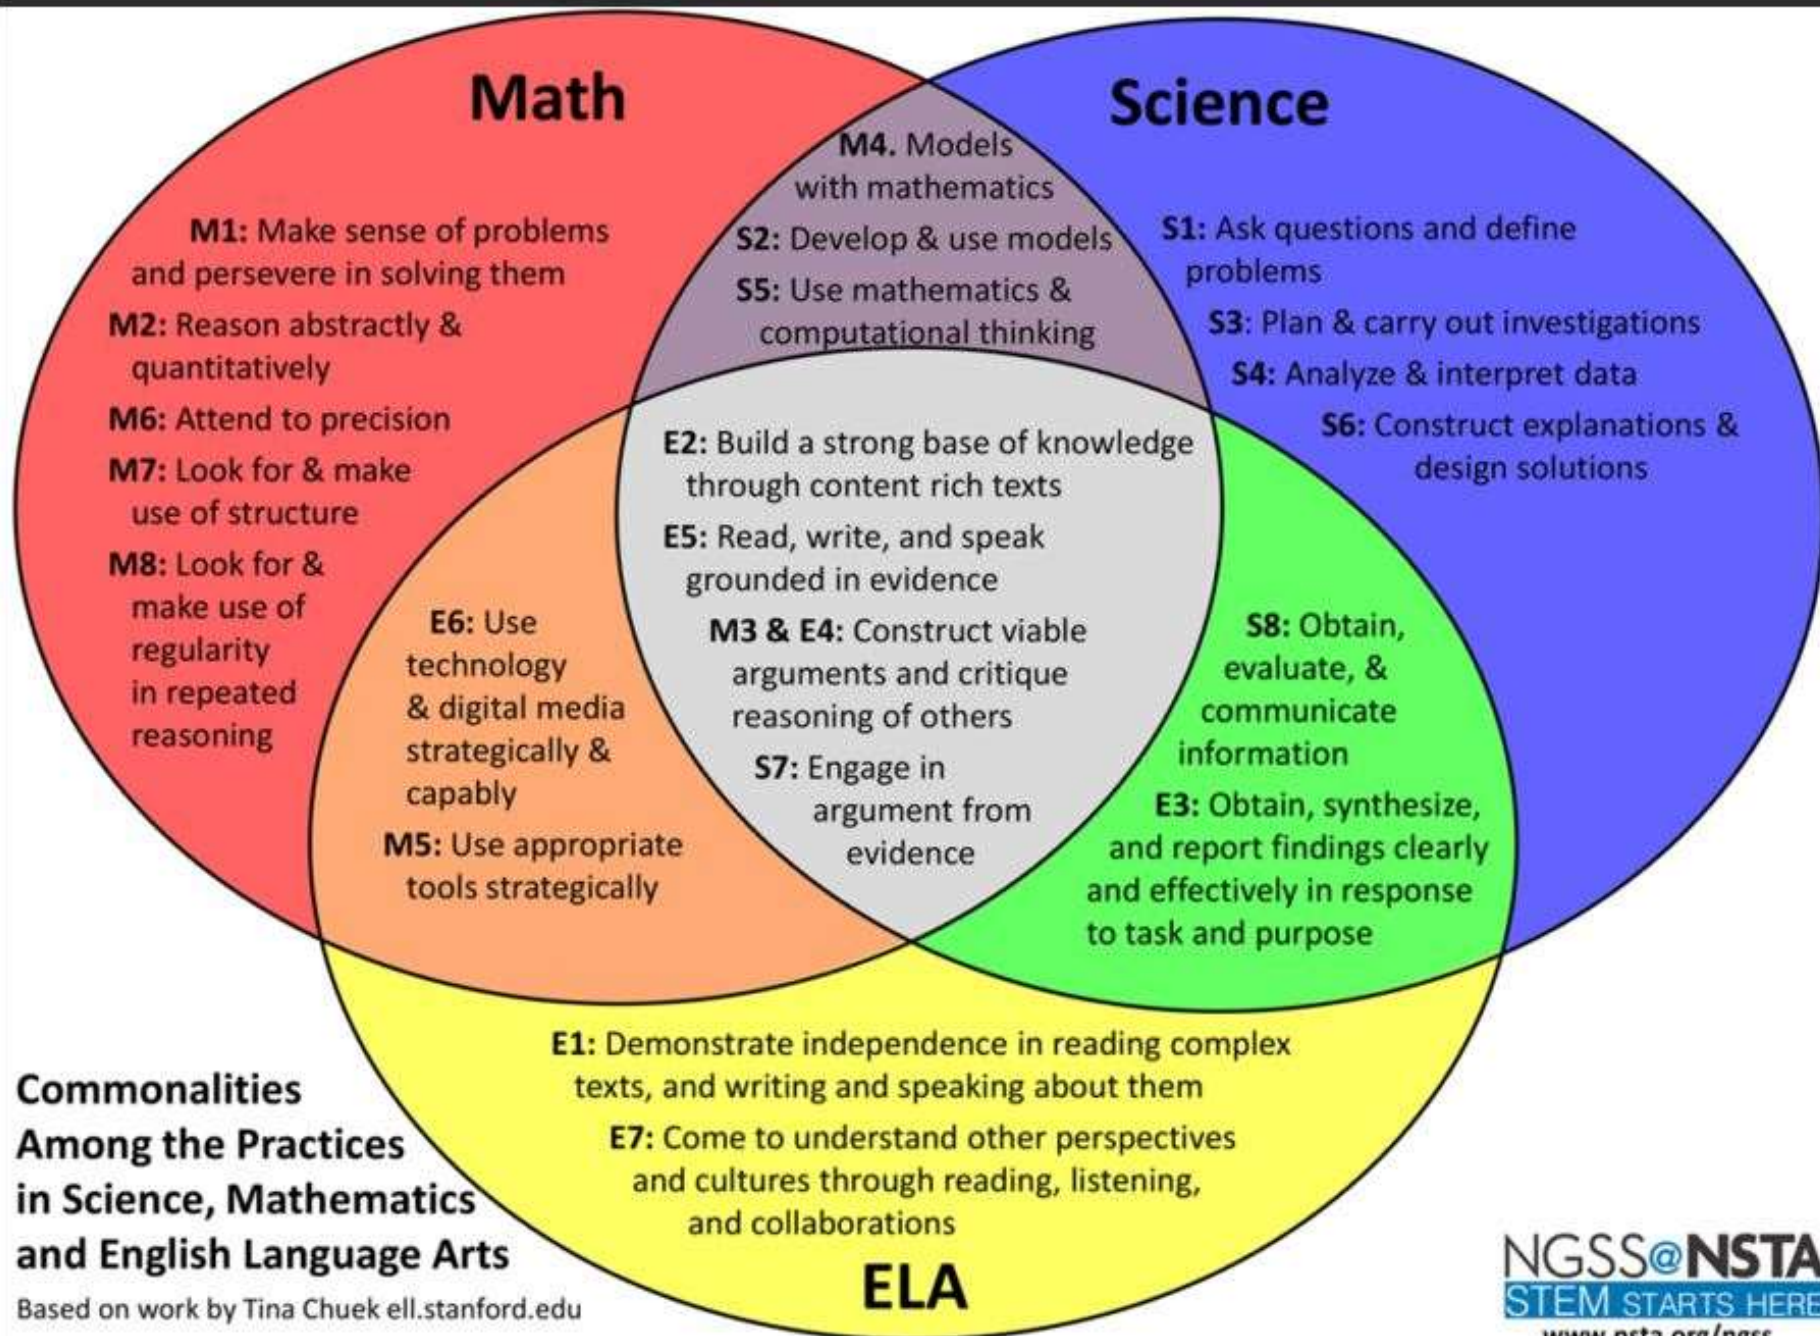 Math
M1: Make sense of problems
and persevere in solving them
M2: Reason abstractly &
quantitatively
M6: Attend to precision
M7: Look for & make
use of structure
M8: Look for &
make use of
regularity
in repeated
reasoning
M4. Models
with mathematics
S2: Develop & use models
S5: Use mathematics &
computational thinking
Science
S1: Ask questions and define
problems
S3: Plan & carry out investigations
S4: Analyze & interpret data
S6: Construct explanations &
design solutions
E6: Use
technology
& digital media
strategically &
capably
M5: Use appropriate
tools strategically
E2: Build a strong base of knowledge
through content rich texts
E5: Read, write, and speak
grounded in evidence
M3 & E4: Construct viable
arguments and critique
reasoning of others
S7: Engage in
argument from
evidence
S8: Obtain,
evaluate, &
communicate
information
E3: Obtain, synthesize,
and report findings clearly
and effectively in response
to task and purpose
E1: Demonstrate independence in reading complex
texts, and writing and speaking about them
E7: Come to understand other perspectives
and cultures through reading, listening,
and collaborations
ELA
Commonalities
Among the Practices
in Science, Mathematics
and English Language Arts
Based on work by Tina Chuek ell.stanford.edu
NGSS@NSTA
STEM STARTS HERE
www.nsta.org/ngss